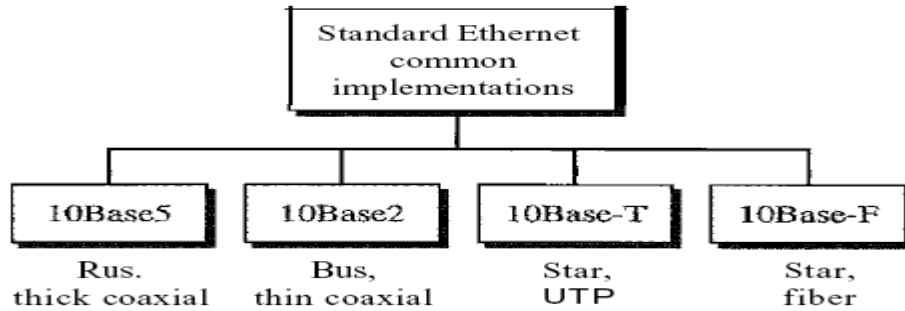 Standard Ethernet
common
implementations
10Base5
10Base2
10Base-T
10Base-F
Rus.
thick coaxial
Bus,
thin coaxial
Star,
UTP
Star,
fiber